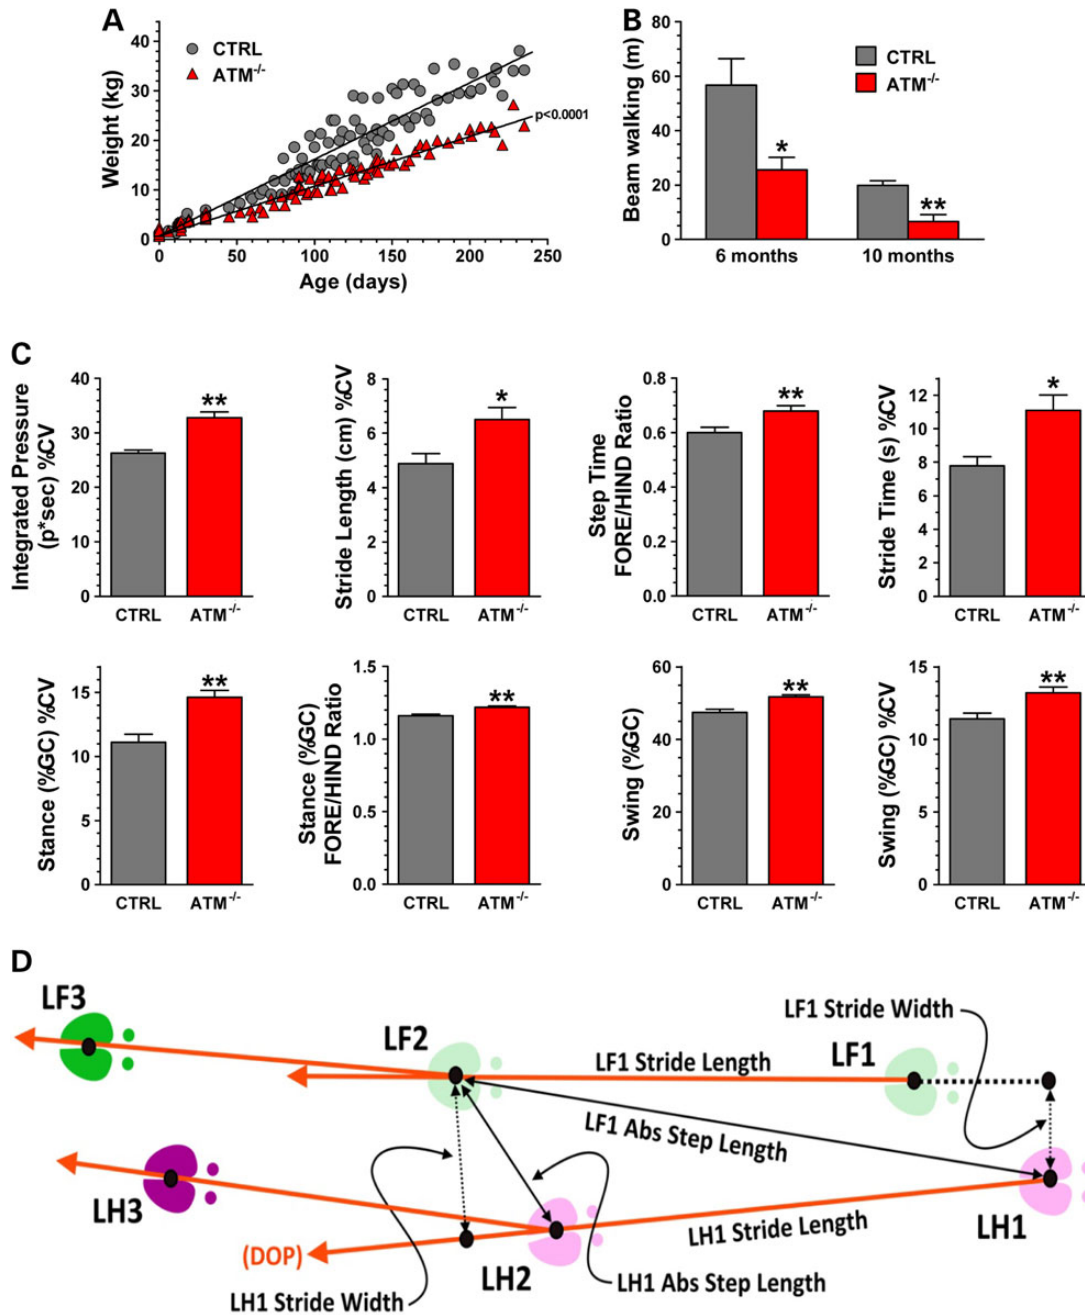 A
CTRL
ATM-/-
Weight (kg)
40
30
20
10
0
p<0.0001
0
50
100
150
200
250
Age (days)
B
CTRL
ATM-/-
Beam walking (m)
80
60
40
20
0
*
**
6 months
10 months
C
Integrated Pressure
(p*sec) %CV
40
30
20
10
0
**
CTRL
ATM-/-
Stride Length (cm) %CV
8
6
4
2
0
*
CTRL
ATM-/-
Step Time
FORE/HIND Ratio
0.8
0.6
0.4
0.2
0.0
**
CTRL
ATM-/-
Stride Time (s) %CV
12
10
8
6
4
2
0
*
CTRL
ATM-/-
Stance (%GC) %CV
15
10
5
0
**
CTRL
ATM-/-
Stance (%GC)
FORE/HIND Ratio
1.5
1.0
0.5
0.0
**
CTRL
ATM-/-
Swing (%GC)
60
40
20
0
**
CTRL
ATM-/-
Swing (%GC) %CV
15
10
5
0
**
CTRL
ATM-/-
D
LF3
LF2
LF1 Stride Length
LF1
LF1 Stride Width
LF1 Abs Step Length
LH3
(DOP)
LH2
LH1 Stride Length
LH1
LH1 Stride Width
LH1 Abs Step Length